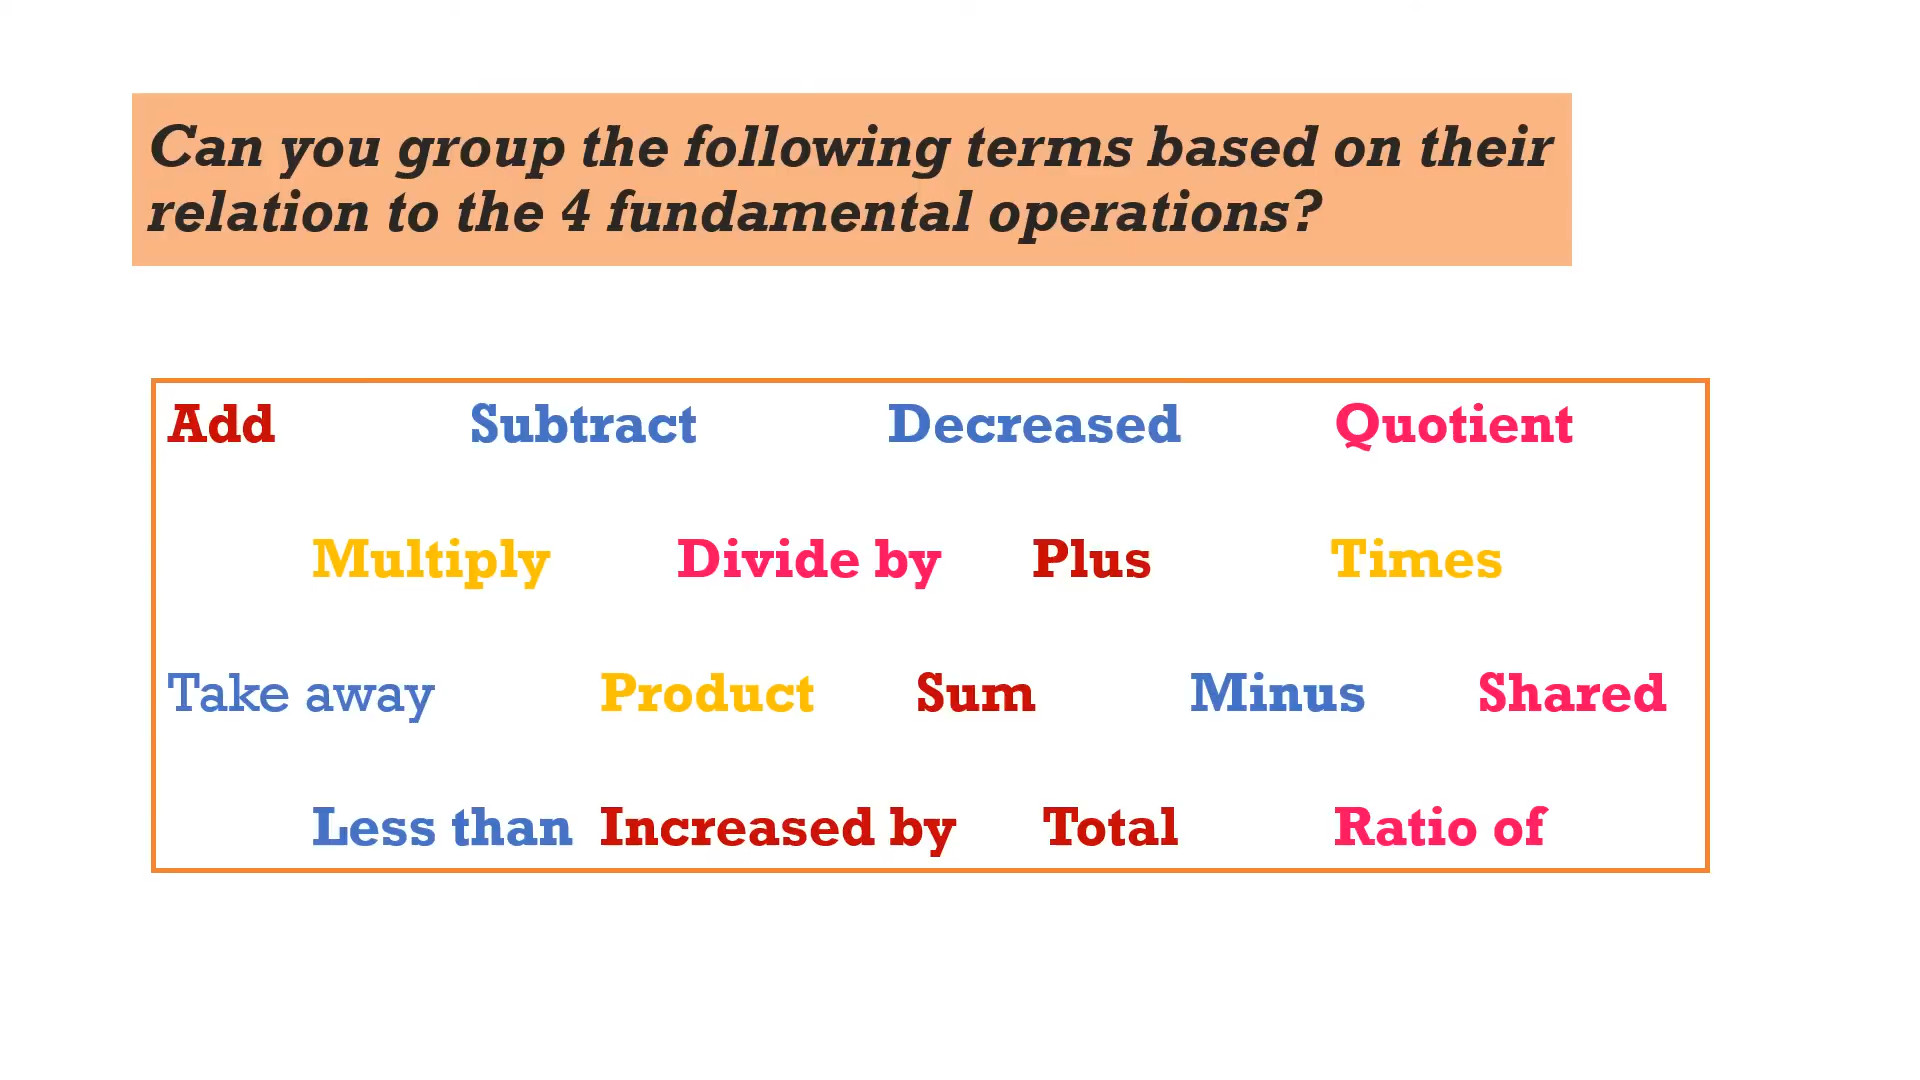 Can you group the following terms based on their
relation to the 4 fundamental operations?
Add Subtract Decreased Quotient
Multiply Divide by Plus Times
Take away Product Sum Minus Shared
Less than Increased by Total Ratio of